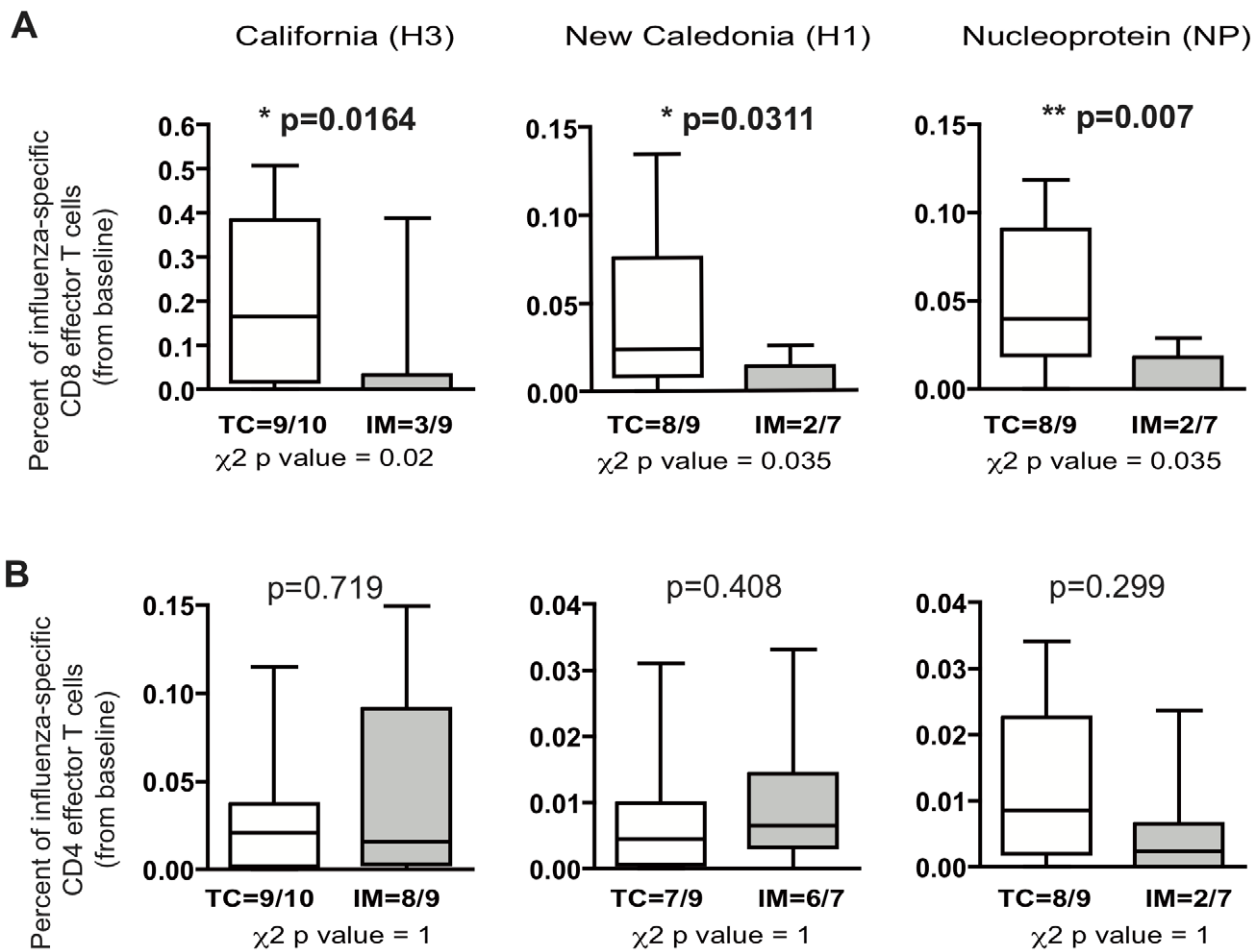 A
California (H3)
New Caledonia (H1)
Nucleoprotein (NP)
Percent of influenza-specific
CD8 effector T cells
(from baseline)
* p=0.0164
0.6
0.5
0.4
0.3
0.2
0.1
0.0
TC=9/10 IM=3/9
χ2 p value = 0.02
* p=0.0311
0.15
0.10
0.05
0.00
TC=8/9 IM=2/7
χ2 p value = 0.035
** p=0.007
0.15
0.10
0.05
0.00
TC=8/9 IM=2/7
χ2 p value = 0.035
B
Percent of influenza-specific
CD4 effector T cells
(from baseline)
p=0.719
0.15
0.10
0.05
0.00
TC=9/10 IM=8/9
χ2 p value = 1
p=0.408
0.04
0.03
0.02
0.01
0.00
TC=7/9 IM=6/7
χ2 p value = 1
p=0.299
0.04
0.03
0.02
0.01
0.00
TC=8/9 IM=2/7
χ2 p value = 1